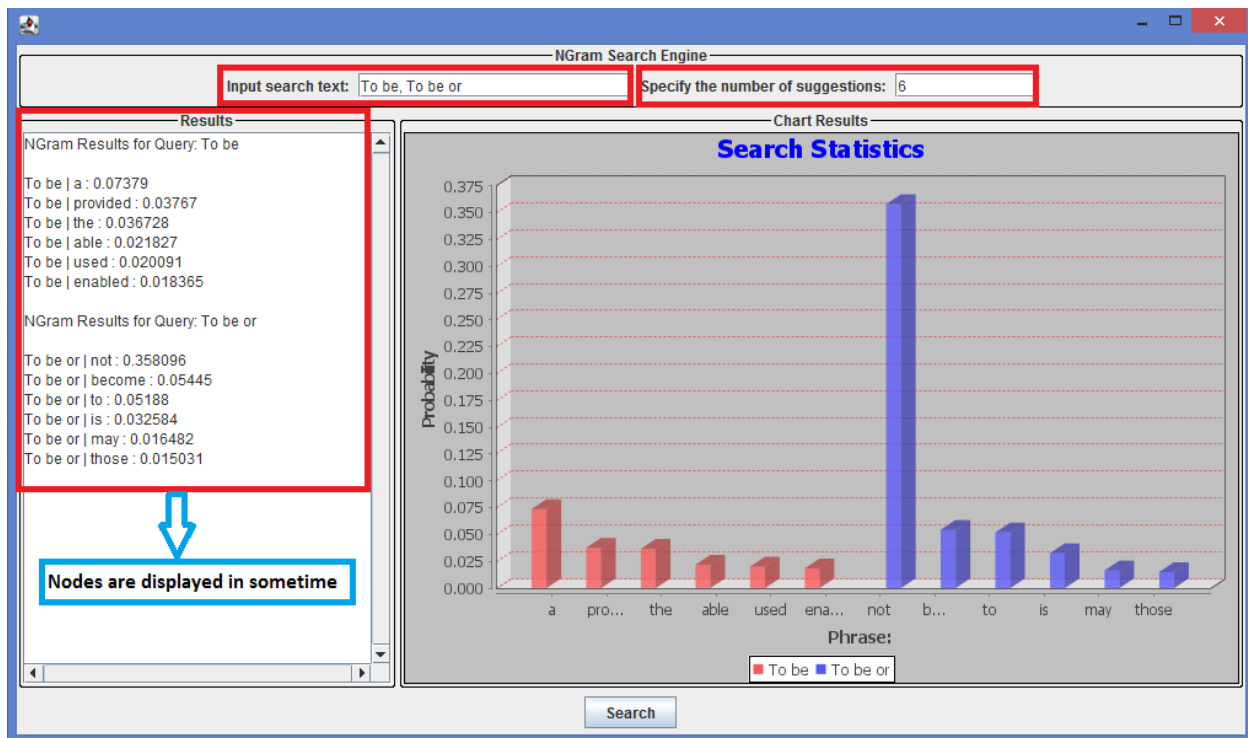 NGram Search Engine
Input search text: To be, To be or
Specify the number of suggestions: 6
Results
NGram Results for Query: To be
To be | a : 0.07379
To be | provided : 0.03767
To be | the : 0.036728
To be | able : 0.021827
To be | used : 0.020091
To be | enabled : 0.018365
NGram Results for Query: To be or
To be or | not : 0.358096
To be or | become : 0.05445
To be or | to : 0.05188
To be or | is : 0.032584
To be or | may : 0.016482
To be or | those : 0.015031
Nodes are displayed in sometime
Chart Results
Search Statistics
0.375
0.350
0.325
0.300
0.275
0.250
0.225
0.200
0.175
0.150
0.125
0.100
0.075
0.050
0.025
0.000
Probability
a pro... the able used ena... not b... to is may those
Phrase:
To be To be or
Search